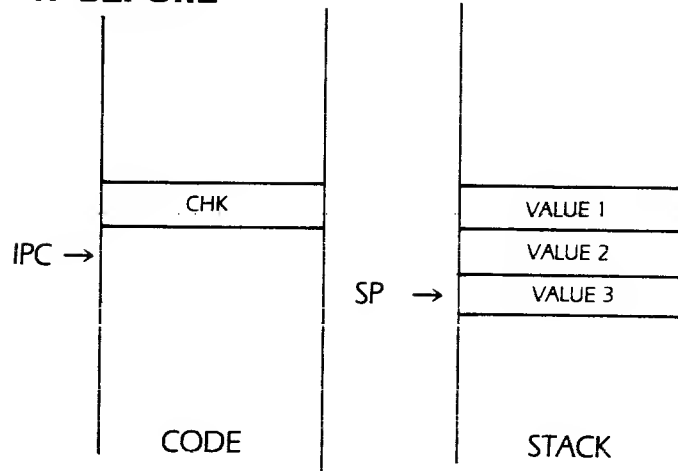 CHK
VALUE 1
IPC →
VALUE 2
SP →
VALUE 3
CODE
STACK